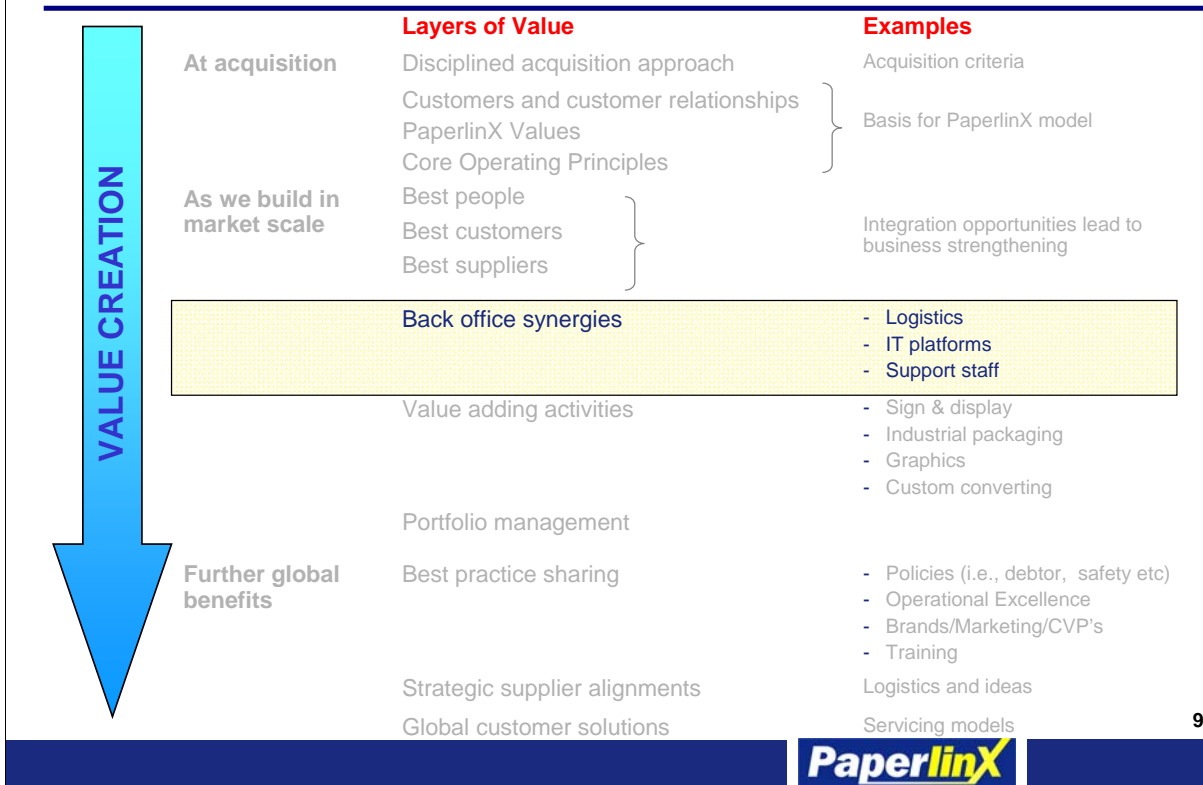 Layers of Value
Examples
At acquisition
Disciplined acquisition approach
Acquisition criteria
Customers and customer relationships
PaperlinX Values
Core Operating Principles
Basis for PaperlinX model
As we build in
market scale
Best people
Best customers
Best suppliers
Integration opportunities lead to
business strengthening
Back office synergies
- Logistics
- IT platforms
- Support staff
Value adding activities
- Sign & display
- Industrial packaging
- Graphics
- Custom converting
Portfolio management
Further global
benefits
Best practice sharing
- Policies (i.e., debtor, safety etc)
- Operational Excellence
- Brands/Marketing/CVP's
- Training
Strategic supplier alignments
Logistics and ideas
Global customer solutions
Servicing models
VALUE CREATION
9
PaperlinX